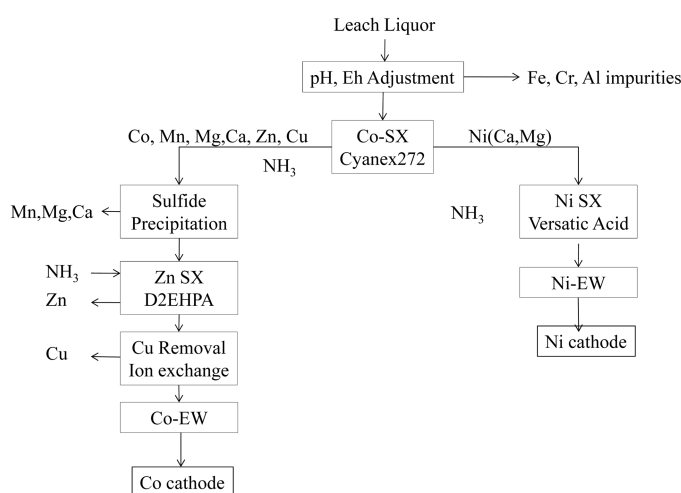 Leach Liquor
pH, Eh Adjustment
Fe, Cr, Al impurities
Co, Mn, Mg,Ca, Zn, Cu
NH3
Co-SX
Cyanex272
Ni(Ca,Mg)
Mn,Mg,Ca
Sulfide
Precipitation
NH3
Ni SX
Versatic Acid
NH3
Zn
Zn SX
D2EHPA
Ni-EW
Cu
Cu Removal
Ion exchange
Ni cathode
Co-EW
Co cathode